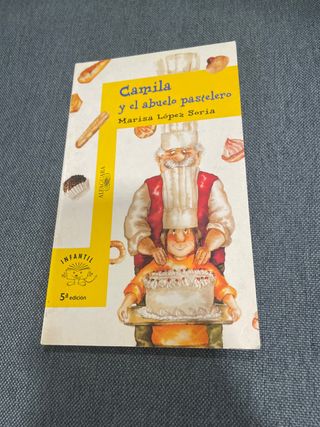 Camila
y el abuelo pastelero
Marisa López Soria
ALFAGUARA
INFANTIL
5ª edición